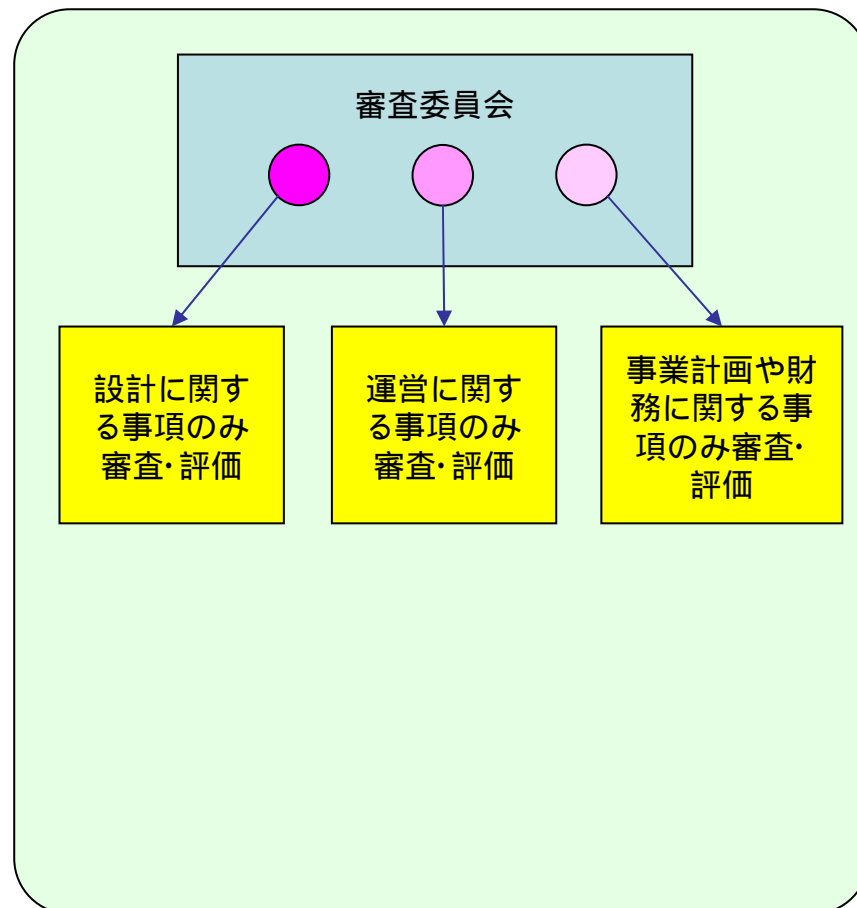 審査委員会
設計に関す
る事項のみ
審査・評価
運営に関す
る事項のみ
審査・評価
事業計画や財
務に関する事
項のみ審査・
評価